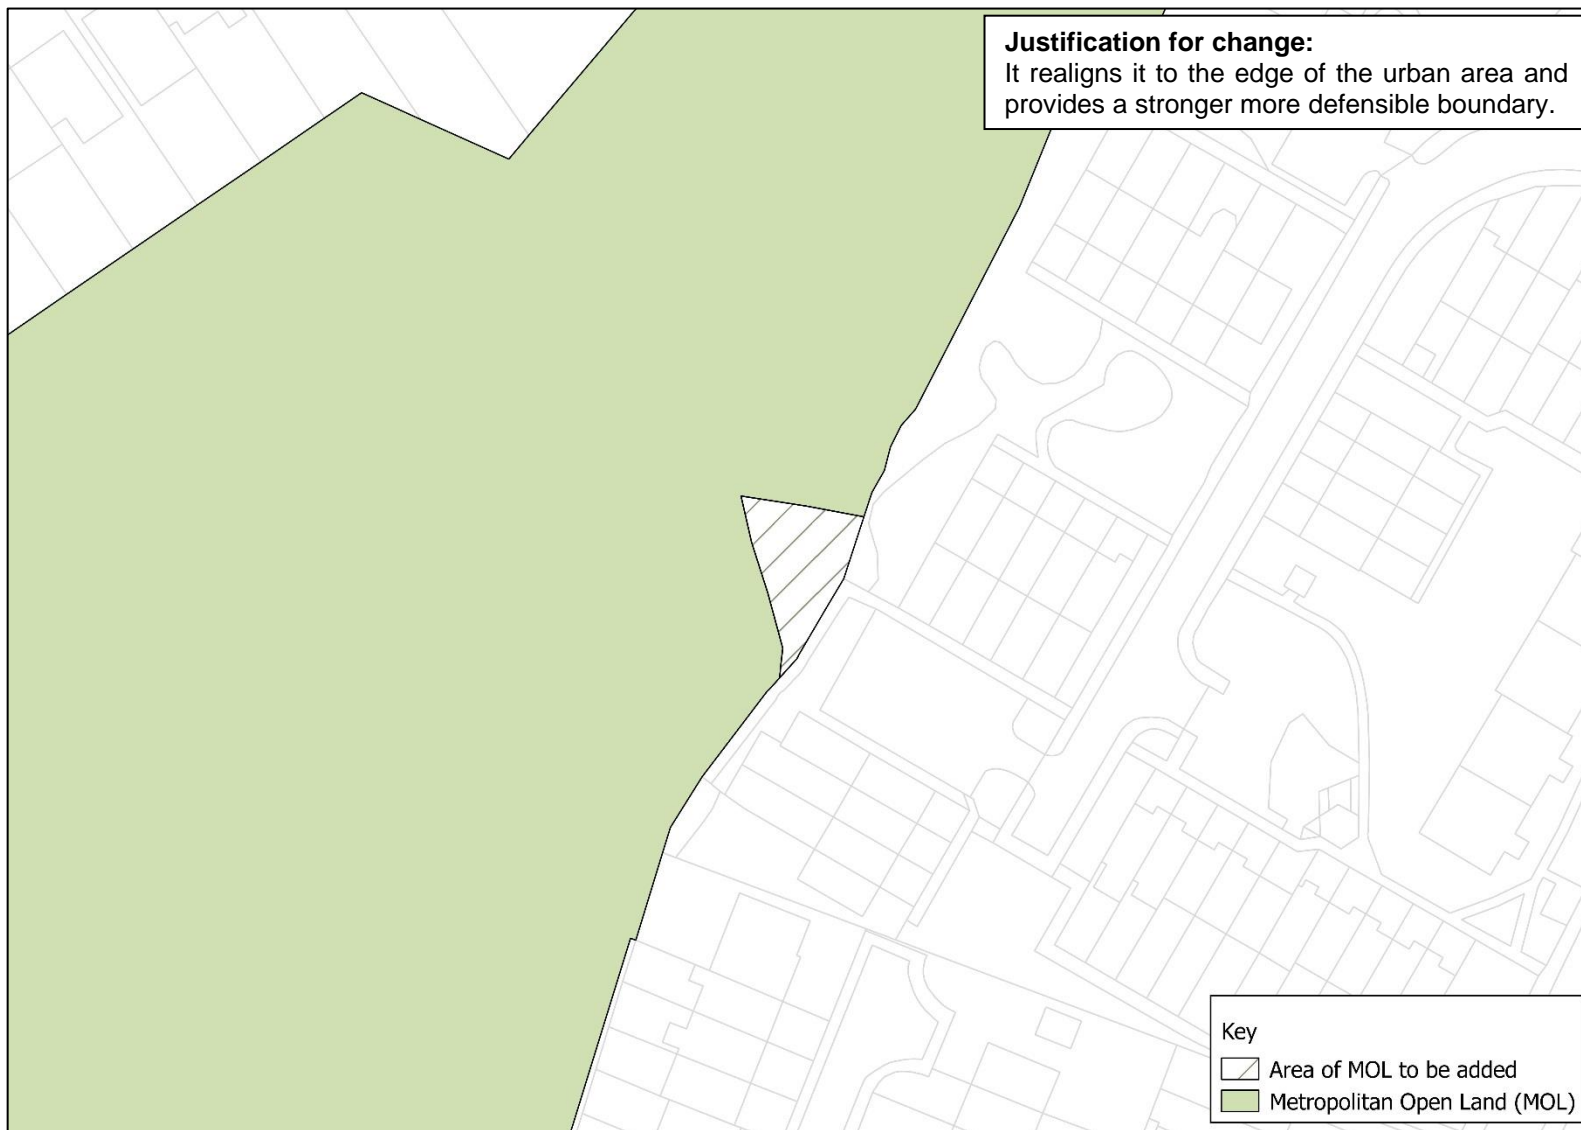 Justification for change:
It realigns it to the edge of the urban area and
provides a stronger more defensible boundary.
Key
Area of MOL to be added
Metropolitan Open Land (MOL)